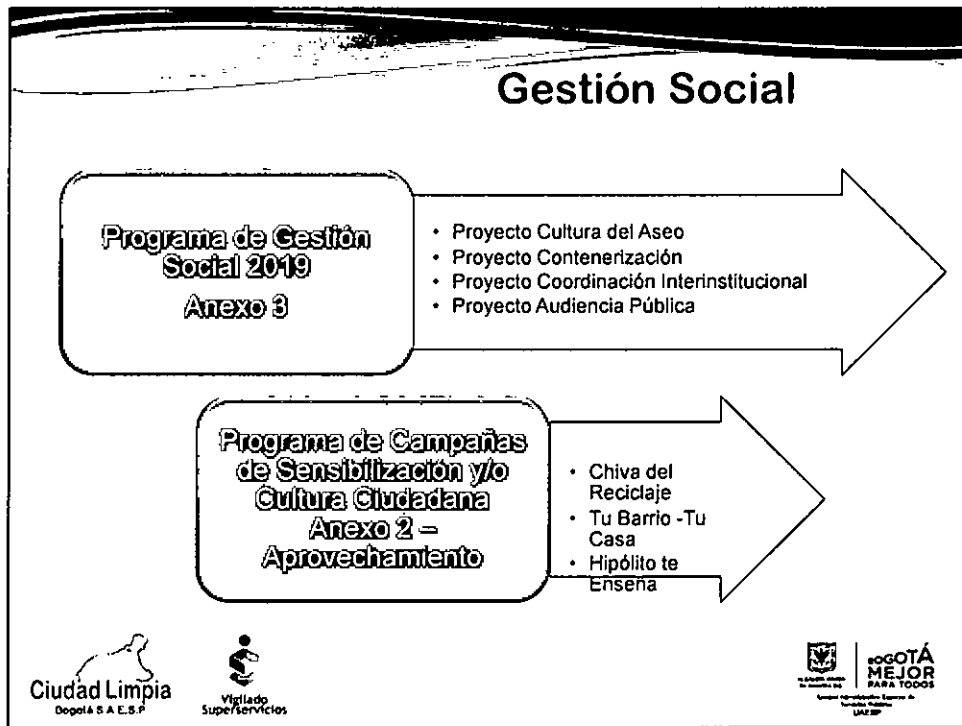 Gestión Social
Programa de Gestión
Social 2019
Anexo 3
• Proyecto Cultura del Aseo
• Proyecto Contenerización
• Proyecto Coordinación Interinstitucional
• Proyecto Audiencia Pública
Programa de Campañas
de Sensibilización y/o
Cultura Ciudadana
Anexo 2 –
Aprovechamiento
• Chiva del
Reciclaje
• Tu Barrio -Tu
Casa
• Hipólito te
Enseña
Ciudad Limpia
Bogotá S A E.S.P
Vigilado
Superservicios
BOGOTÁ
MEJOR
PARA TODOS
UAESP